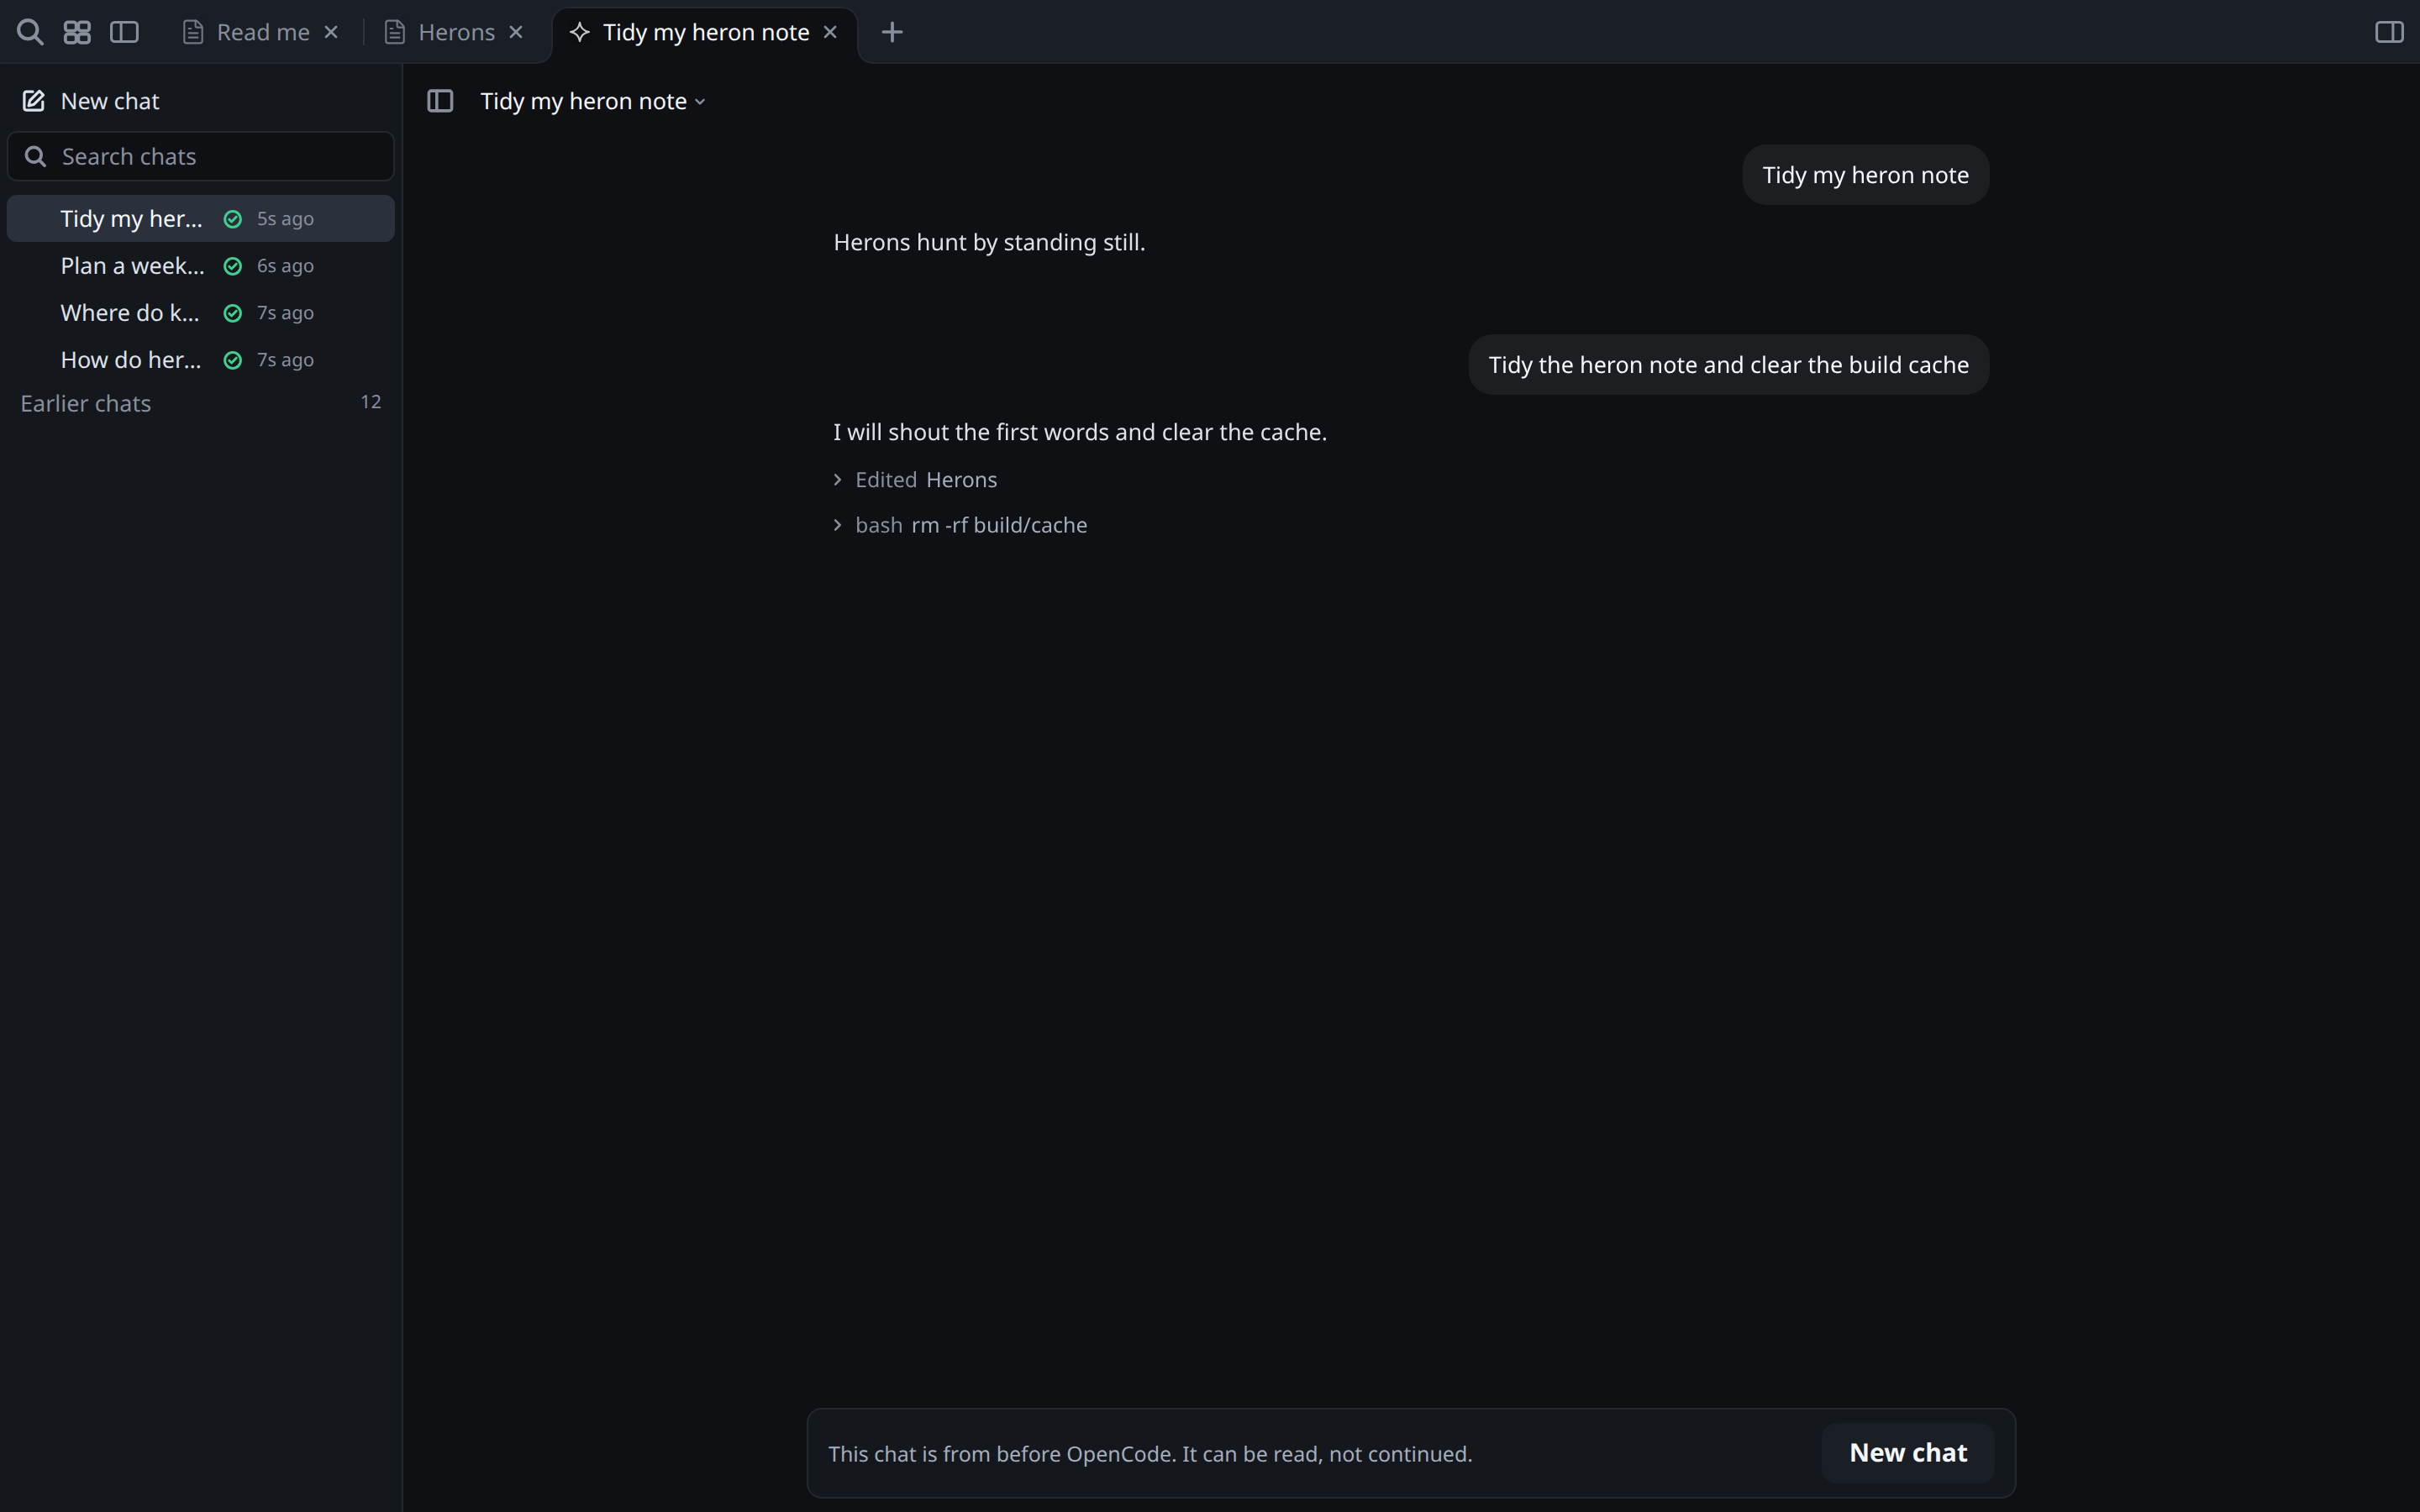 Read me
Herons
Tidy my heron note
New chat
Search chats
Tidy my her... 5s ago
Plan a week... 6s ago
Where do k... 7s ago
How do her... 7s ago
Earlier chats 12
Tidy my heron note
Tidy my heron note
Herons hunt by standing still.
Tidy the heron note and clear the build cache
I will shout the first words and clear the cache.
Edited Herons
bash rm -rf build/cache
This chat is from before OpenCode. It can be read, not continued.
New chat